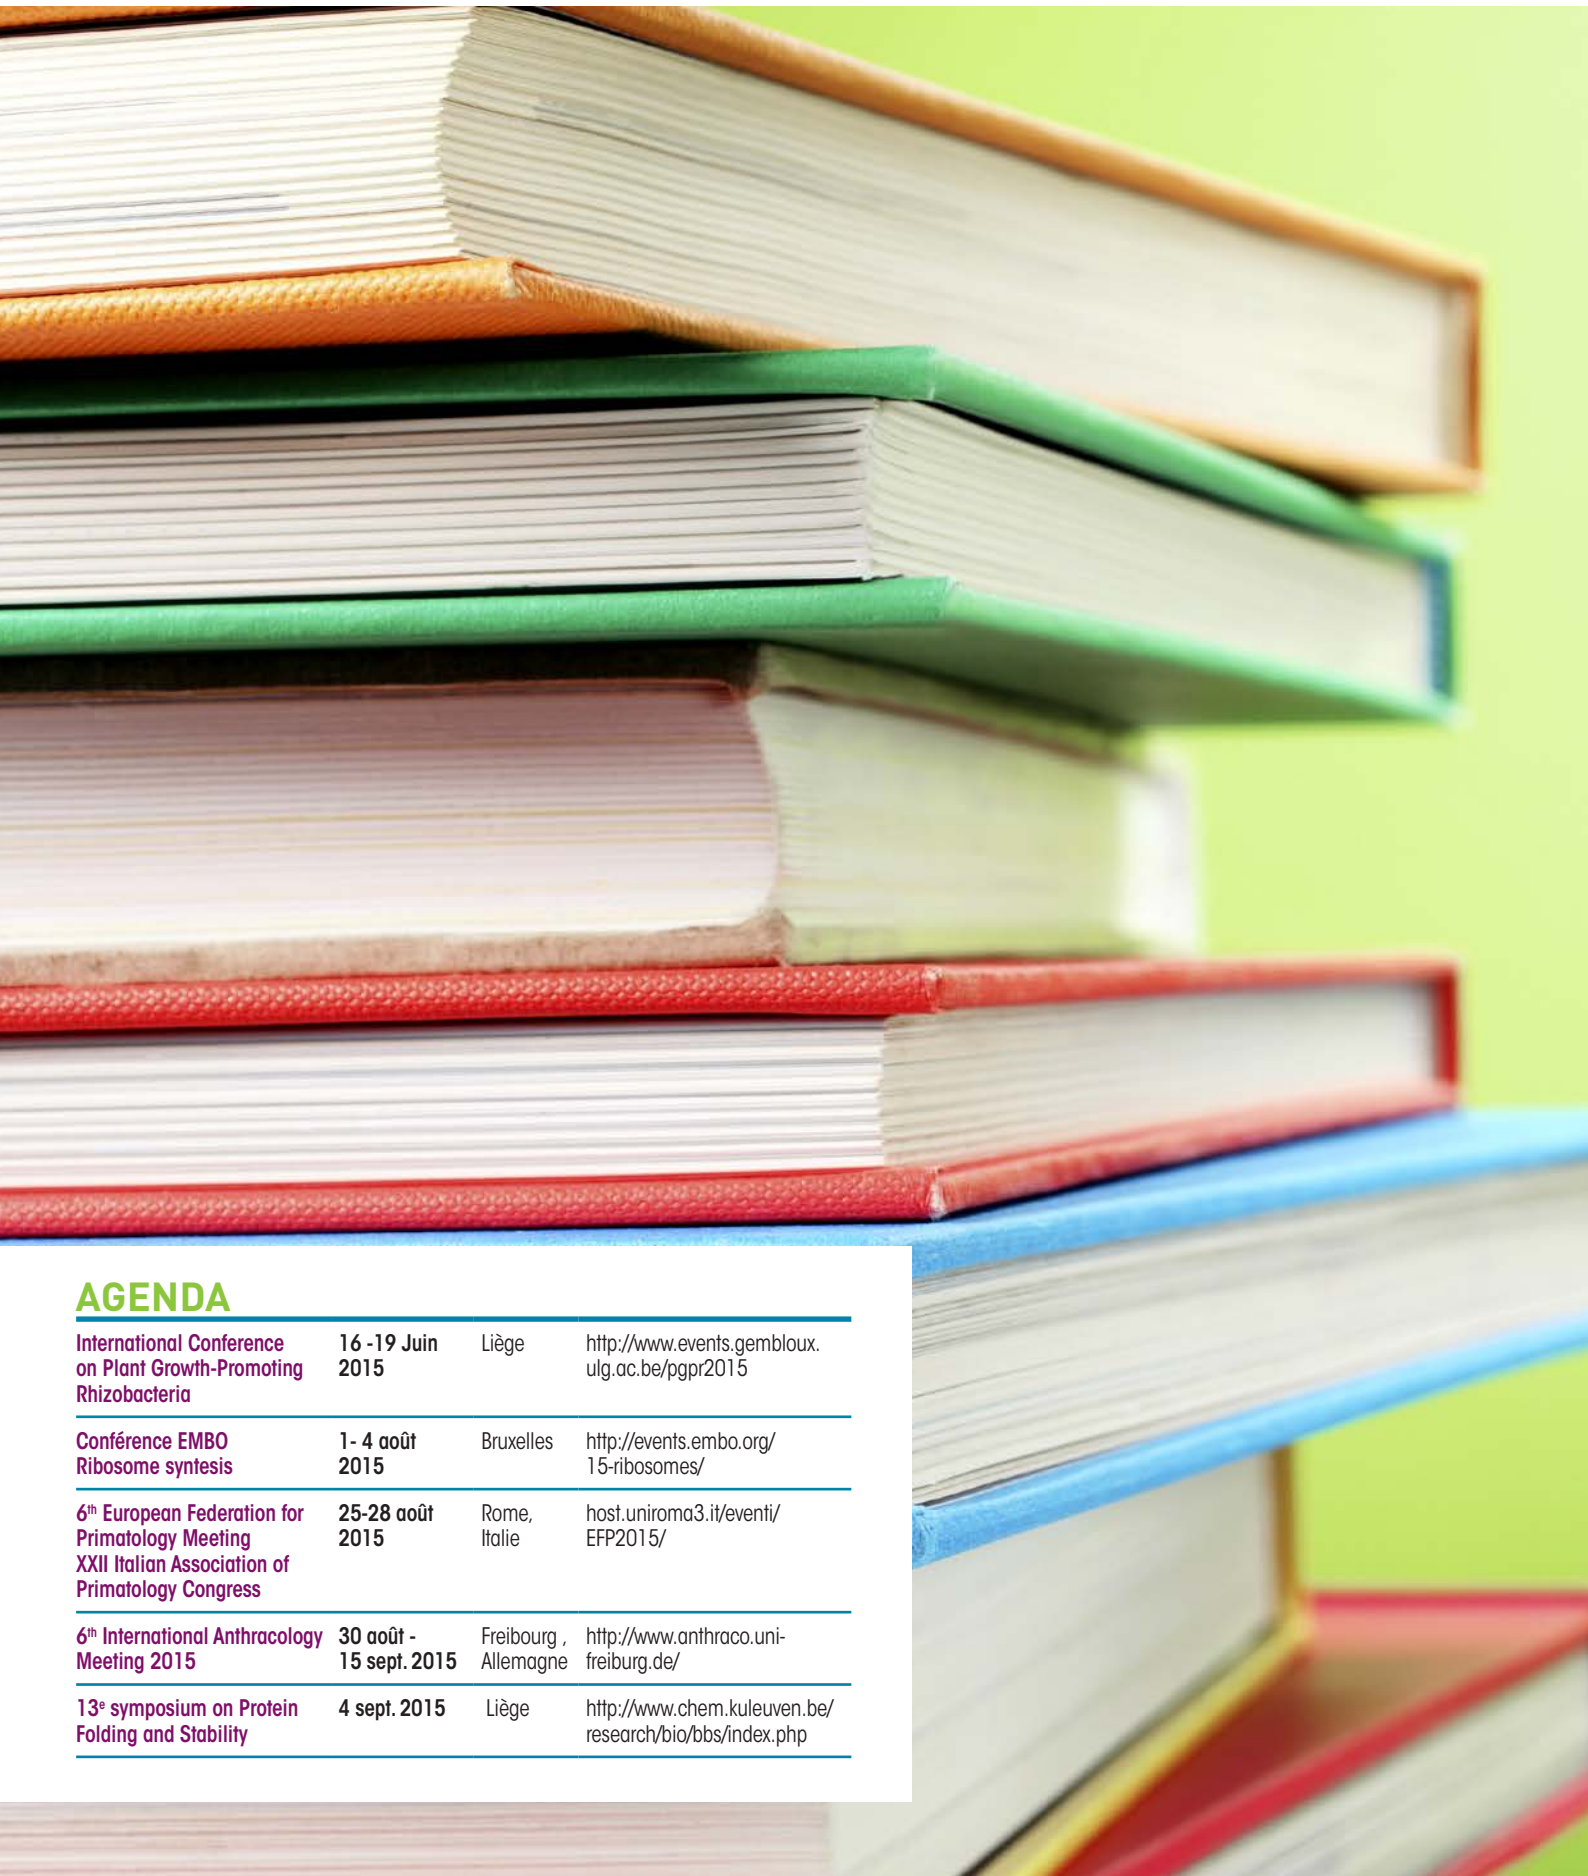 AGENDA
International Conference 16 -19 Juin Liège http://www.events.gembloux.
on Plant Growth-Promoting 2015 ulg.ac.be/pgpr2015
Rhizobacteria
Conférence EMBO 1- 4 août Bruxelles http://events.embo.org/
Ribosome syntesis 2015 15-ribosomes/
6th European Federation for 25-28 août Rome, host.uniroma3.it/eventi/
Primatology Meeting 2015 Italie EFP2015/
XXII Italian Association of
Primatology Congress
6th International Anthracology 30 août - Freibourg , http://www.anthraco.uni-
Meeting 2015 15 sept. 2015 Allemagne freiburg.de/
13e symposium on Protein 4 sept. 2015 Liège http://www.chem.kuleuven.be/
Folding and Stability research/bio/bbs/index.php